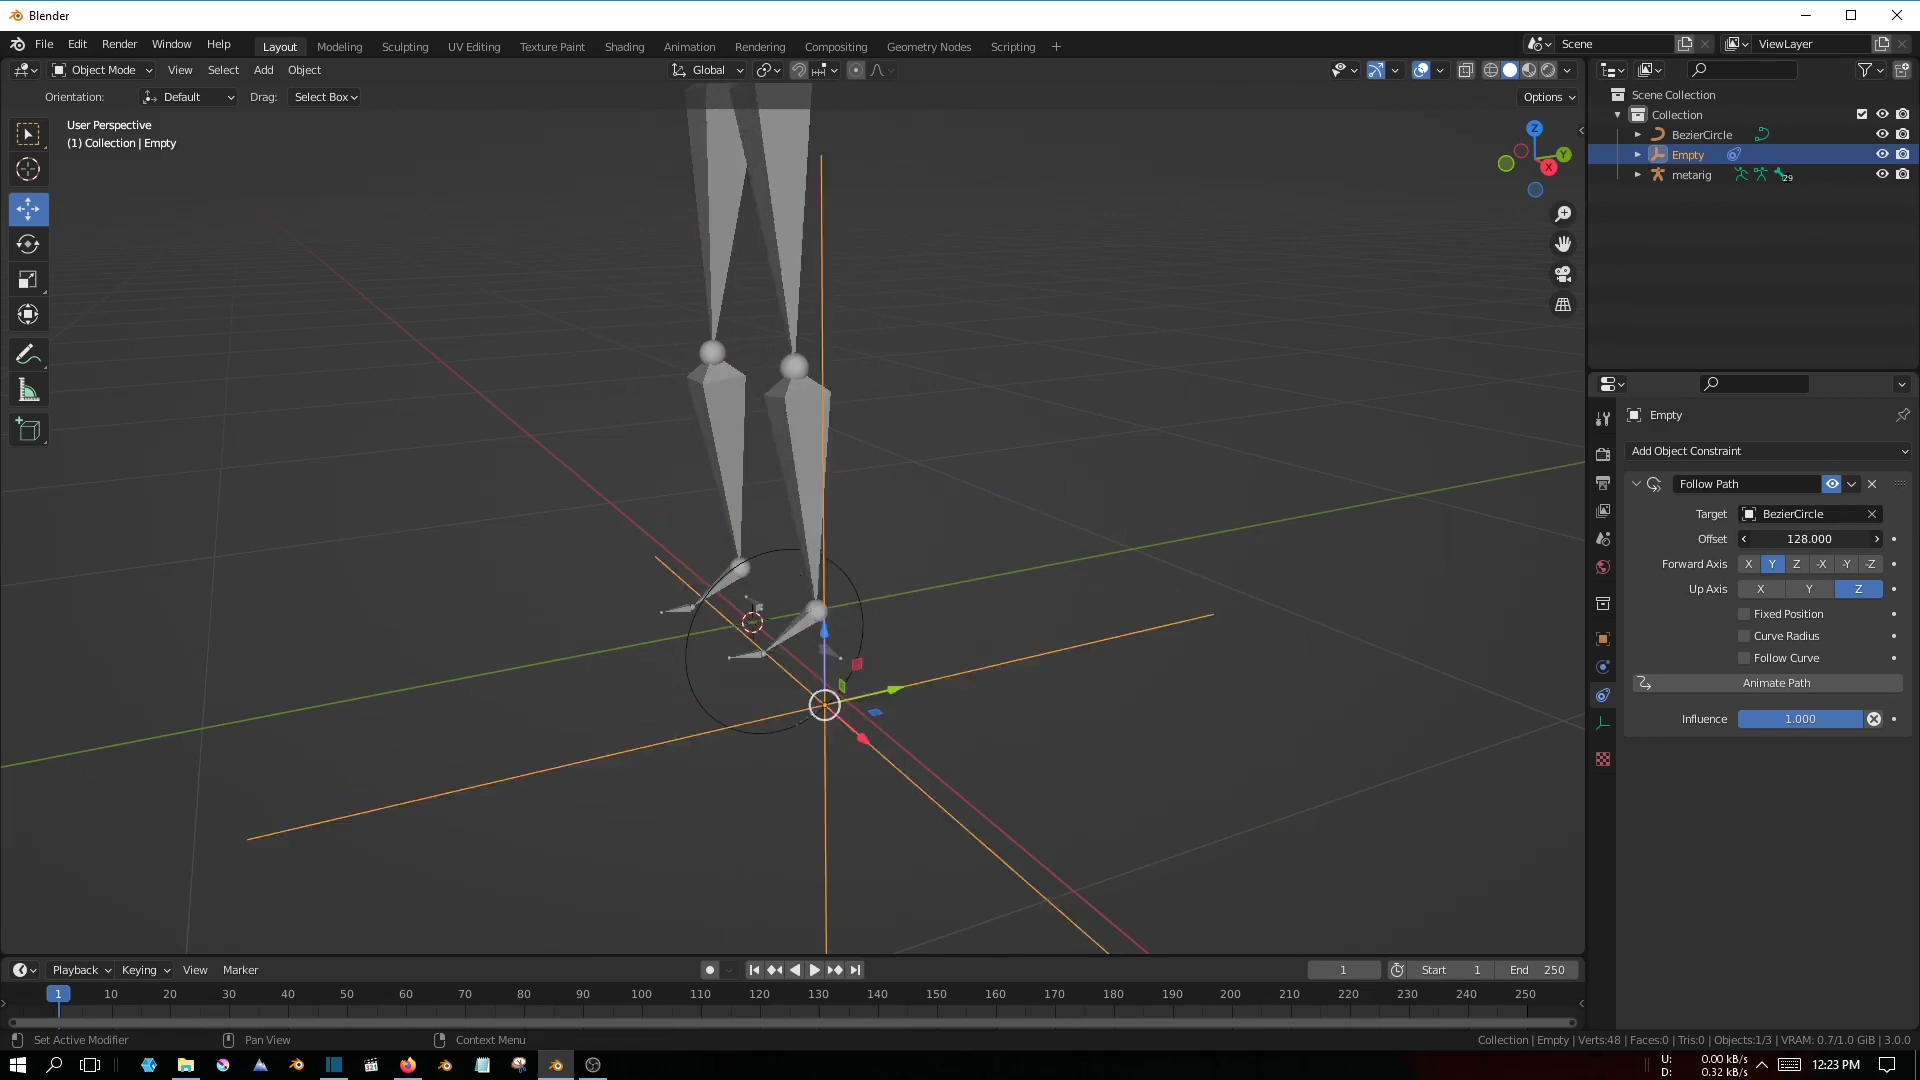 Blender
File Edit Render Window Help
Layout Modeling Sculpting UV Editing Texture Paint Shading Animation Rendering Compositing Geometry Nodes Scripting +
Scene
ViewLayer
Object Mode View Select Add Object
Global
Orientation: Default Drag: Select Box
Options
User Perspective
(1) Collection | Empty
Z
Y
X
Scene Collection
Collection
BezierCircle
Empty
metarig
29
Empty
Add Object Constraint
Follow Path
Target BezierCircle
Offset 128.000
Forward Axis X Y Z -X -Y -Z
Up Axis X Y Z
Fixed Position
Curve Radius
Follow Curve
Animate Path
Influence 1.000
Playback Keying View Marker
1 Start 1 End 250
1 10 20 30 40 50 60 70 80 90 100 110 120 130 140 150 160 170 180 190 200 210 220 230 240 250
Set Active Modifier Pan View Context Menu
Collection | Empty | Verts:48 | Faces:0 | Tris:0 | Objects:1/3 | VRAM: 0.7/1.0 GiB | 3.0.0
U: 0.00 kB/s
D: 0.32 kB/s
12:23 PM